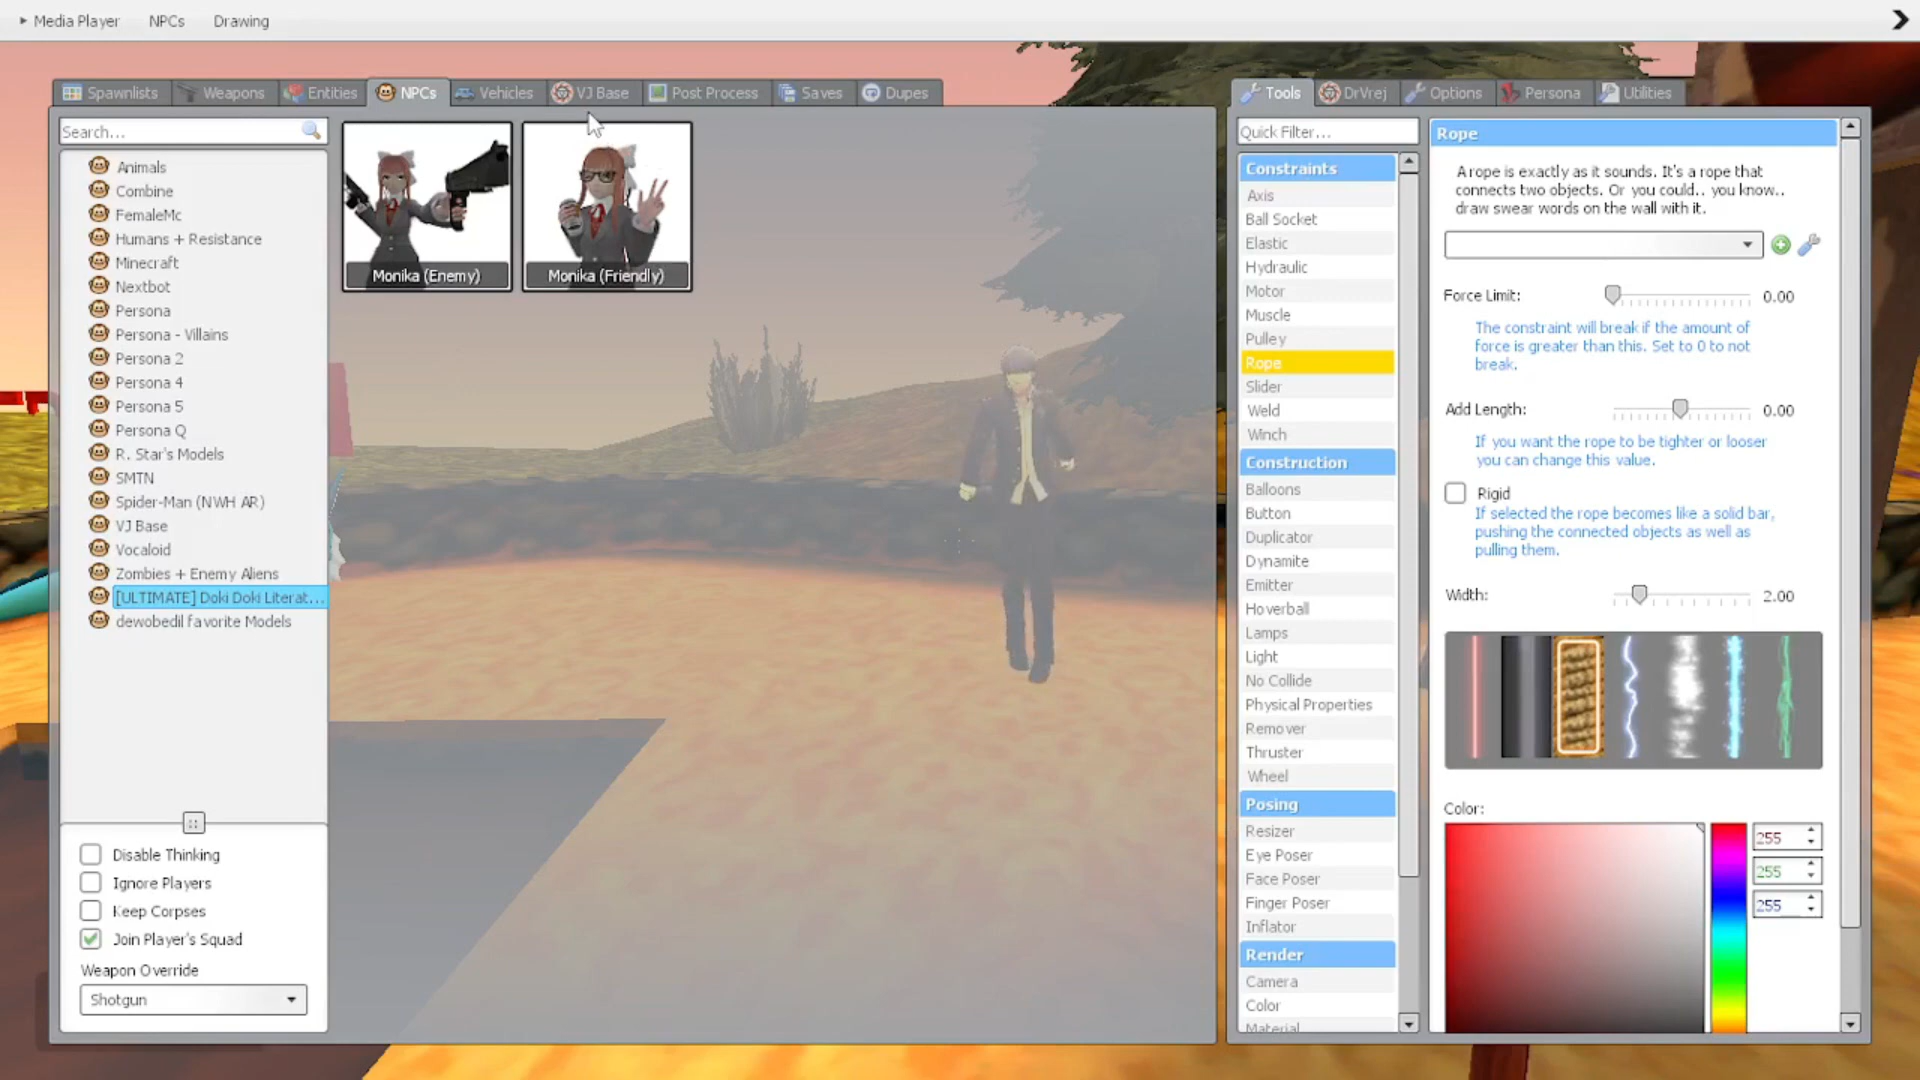 Media Player NPCs Drawing
Spawnlists Weapons Entities NPCs Vehicles VJ Base Post Process Saves Dupes
Search...
Animals
Combine
FemaleMc
Humans + Resistance
Minecraft
Nextbot
Persona
Persona - Villains
Persona 2
Persona 4
Persona 5
Persona Q
R. Star's Models
SMTN
Spider-Man (NWH AR)
VJ Base
Vocaloid
Zombies + Enemy Aliens
[ULTIMATE] Doki Doki Literat...
dewobedil favorite Models
Disable Thinking
Ignore Players
Keep Corpses
Join Player's Squad
Weapon Override
Shotgun
Monika (Enemy)
Monika (Friendly)
Tools DrVrej Options Persona Utilities
Quick Filter...
Constraints
Axis
Ball Socket
Elastic
Hydraulic
Motor
Muscle
Pulley
Rope
Slider
Weld
Winch
Construction
Balloons
Button
Duplicator
Dynamite
Emitter
Hoverball
Lamps
Light
No Collide
Physical Properties
Remover
Thruster
Wheel
Posing
Resizer
Eye Poser
Face Poser
Finger Poser
Inflator
Render
Camera
Color
Material
Rope
A rope is exactly as it sounds. It's a rope that
connects two objects. Or you could.. you know..
draw swear words on the wall with it.
Force Limit: 0.00
The constraint will break if the amount of
force is greater than this. Set to 0 to not
break.
Add Length: 0.00
If you want the rope to be tighter or looser
you can change this value.
Rigid
If selected the rope becomes like a solid bar,
pushing the connected objects as well as
pulling them.
Width: 2.00
Color:
255
255
255